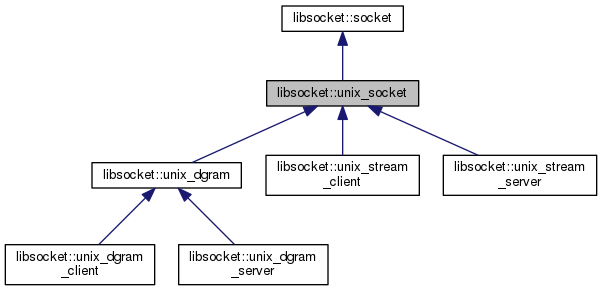 libsocket::socket
libsocket::unix_socket
libsocket::unix_dgram
libsocket::unix_stream
_client
libsocket::unix_stream
_server
libsocket::unix_dgram
_client
libsocket::unix_dgram
_server